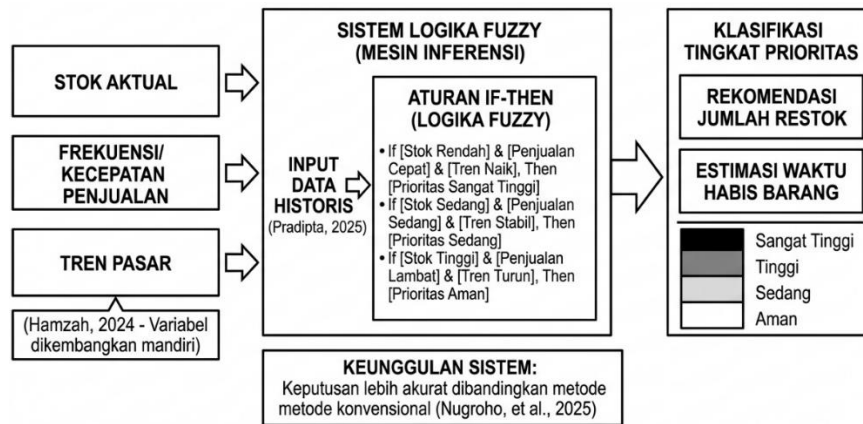 STOK AKTUAL
FREKUENSI/
KECEPATAN
PENJUALAN
TREN PASAR
(Hamzah, 2024 - Variabel
dikembangkan mandiri)
SISTEM LOGIKA FUZZY
(MESIN INFERENSI)
INPUT
DATA
HISTORIS
(Pradipta, 2025)
ATURAN IF-THEN
(LOGIKA FUZZY)
• If [Stok Rendah] & [Penjualan
Cepat] & [Tren Naik], Then
[Prioritas Sangat Tinggi]
• If [Stok Sedang] & [Penjualan
Sedang] & [Tren Stabil], Then
[Prioritas Sedang]
• If [Stok Tinggi] & [Penjualan
Lambat] & [Tren Turun], Then
[Prioritas Aman]
KEUNGGULAN SISTEM:
Keputusan lebih akurat dibandingkan metode
metode konvensional (Nugroho, et al., 2025)
KLASIFIKASI
TINGKAT PRIORITAS
REKOMENDASI
JUMLAH RESTOK
ESTIMASI WAKTU
HABIS BARANG
Sangat Tinggi
Tinggi
Sedang
Aman